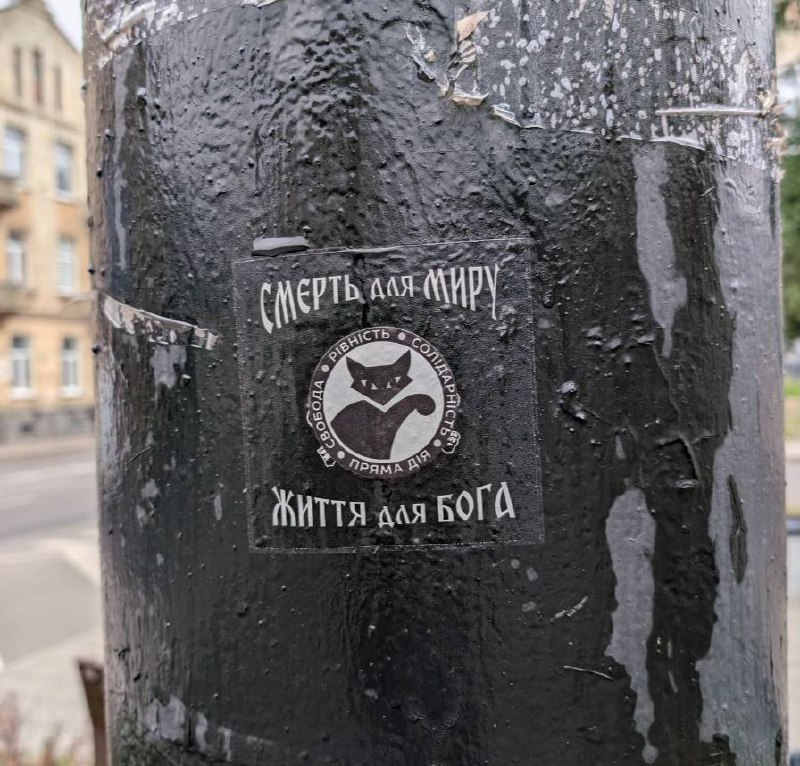 СМЕРТЬ ДЛЯ МИРУ
СВОБОДА • РІВНІСТЬ • СОЛІДАРНІСТЬ
ПРЯМА ДІЯ
ЖИТТЯ ДЛЯ БОГА